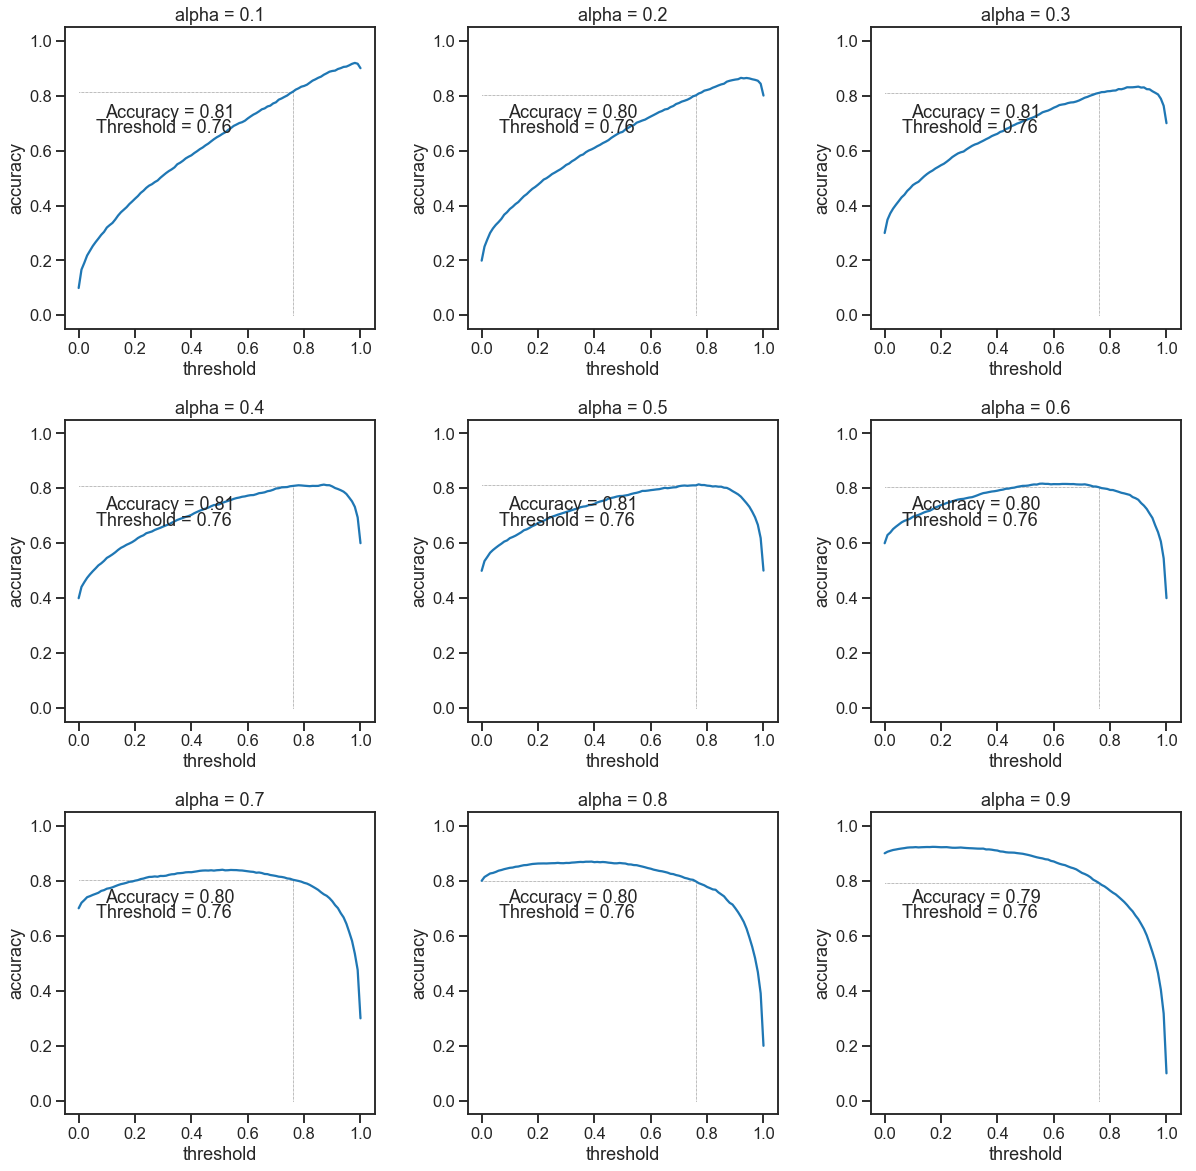 alpha = 0.1
1.0
0.8
0.6
0.4
0.2
0.0
accuracy
Accuracy = 0.81
Threshold = 0.76
0.0 0.2 0.4 0.6 0.8 1.0
threshold
alpha = 0.2
1.0
0.8
0.6
0.4
0.2
0.0
accuracy
Accuracy = 0.80
Threshold = 0.76
0.0 0.2 0.4 0.6 0.8 1.0
threshold
alpha = 0.3
1.0
0.8
0.6
0.4
0.2
0.0
accuracy
Accuracy = 0.81
Threshold = 0.76
0.0 0.2 0.4 0.6 0.8 1.0
threshold
alpha = 0.4
1.0
0.8
0.6
0.4
0.2
0.0
accuracy
Accuracy = 0.81
Threshold = 0.76
0.0 0.2 0.4 0.6 0.8 1.0
threshold
alpha = 0.5
1.0
0.8
0.6
0.4
0.2
0.0
accuracy
Accuracy = 0.81
Threshold = 0.76
0.0 0.2 0.4 0.6 0.8 1.0
threshold
alpha = 0.6
1.0
0.8
0.6
0.4
0.2
0.0
accuracy
Accuracy = 0.80
Threshold = 0.76
0.0 0.2 0.4 0.6 0.8 1.0
threshold
alpha = 0.7
1.0
0.8
0.6
0.4
0.2
0.0
accuracy
Accuracy = 0.80
Threshold = 0.76
0.0 0.2 0.4 0.6 0.8 1.0
threshold
alpha = 0.8
1.0
0.8
0.6
0.4
0.2
0.0
accuracy
Accuracy = 0.80
Threshold = 0.76
0.0 0.2 0.4 0.6 0.8 1.0
threshold
alpha = 0.9
1.0
0.8
0.6
0.4
0.2
0.0
accuracy
Accuracy = 0.79
Threshold = 0.76
0.0 0.2 0.4 0.6 0.8 1.0
threshold